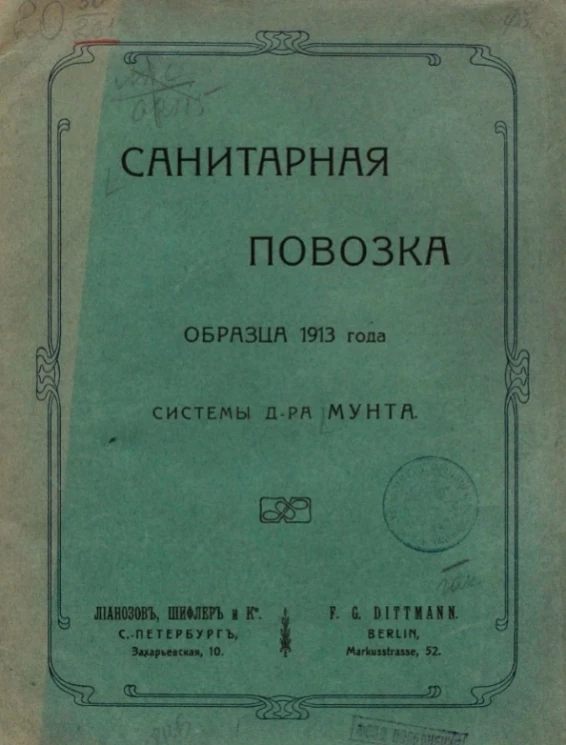 САНИТАРНАЯ
ПОВОЗКА
ОБРАЗЦА 1913 года
СИСТЕМЫ Д-РА МУНТА.
ЛІАНОЗОВЪ, ШИФЛЕРЪ и Кº.
С.-ПЕТЕРБУРГЪ,
Захарьевская, 10.
F. G. DITTMANN.
BERLIN,
Markusstrasse, 52.